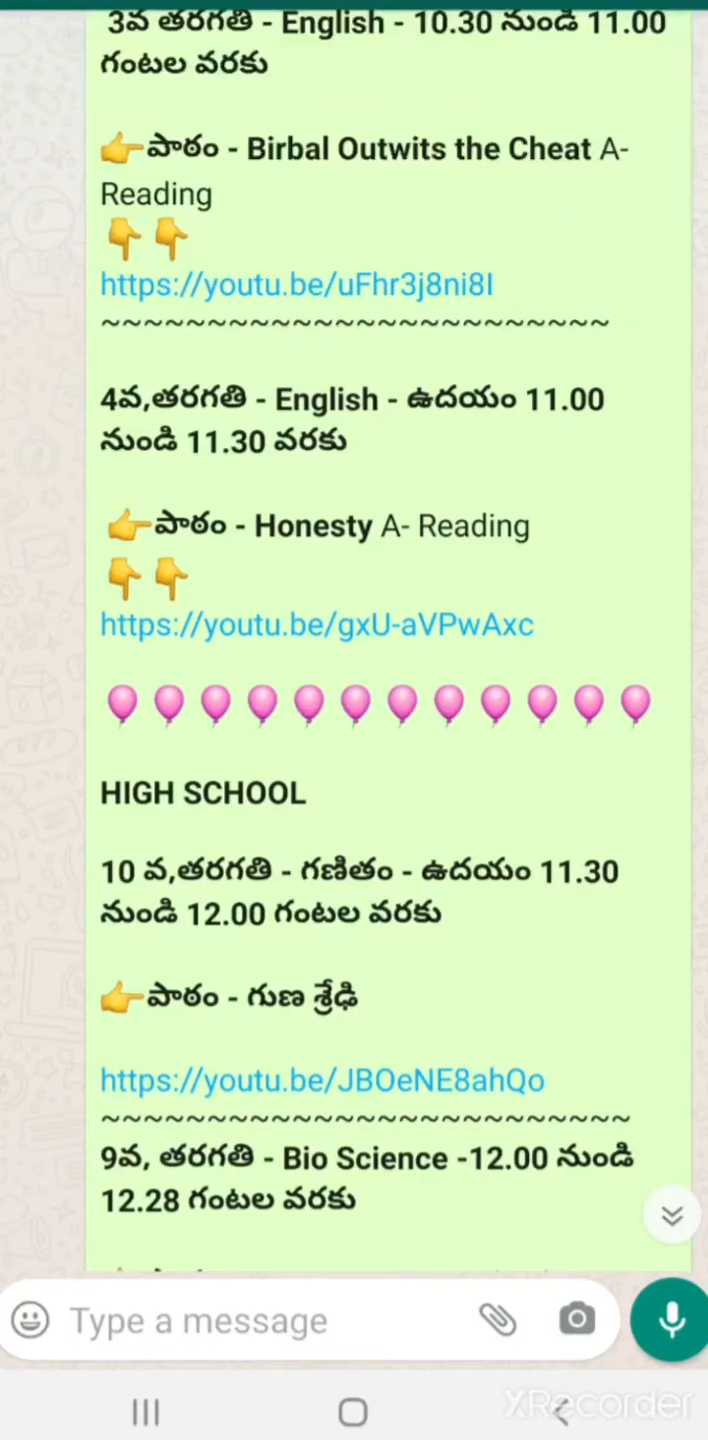 3వ తరగతి - English - 10.30 నుండి 11.00
గంటల వరకు
👉పాఠం - Birbal Outwits the Cheat A-
Reading
👇👇
https://youtu.be/uFhr3j8ni8I
~~~~~~~~~~~~~~~~~~~~~~~~
4వ,తరగతి - English - ఉదయం 11.00
నుండి 11.30 వరకు
👉పాఠం - Honesty A- Reading
👇👇
https://youtu.be/gxU-aVPwAxc
🎈🎈🎈🎈🎈🎈🎈🎈🎈🎈🎈🎈
HIGH SCHOOL
10 వ,తరగతి - గణితం - ఉదయం 11.30
నుండి 12.00 గంటల వరకు
👉పాఠం - గుణ శ్రేఢి
https://youtu.be/JBOeNE8ahQo
~~~~~~~~~~~~~~~~~~~~~~~~~
9వ, తరగతి - Bio Science -12.00 నుండి
12.28 గంటల వరకు
Type a message
XRecorder